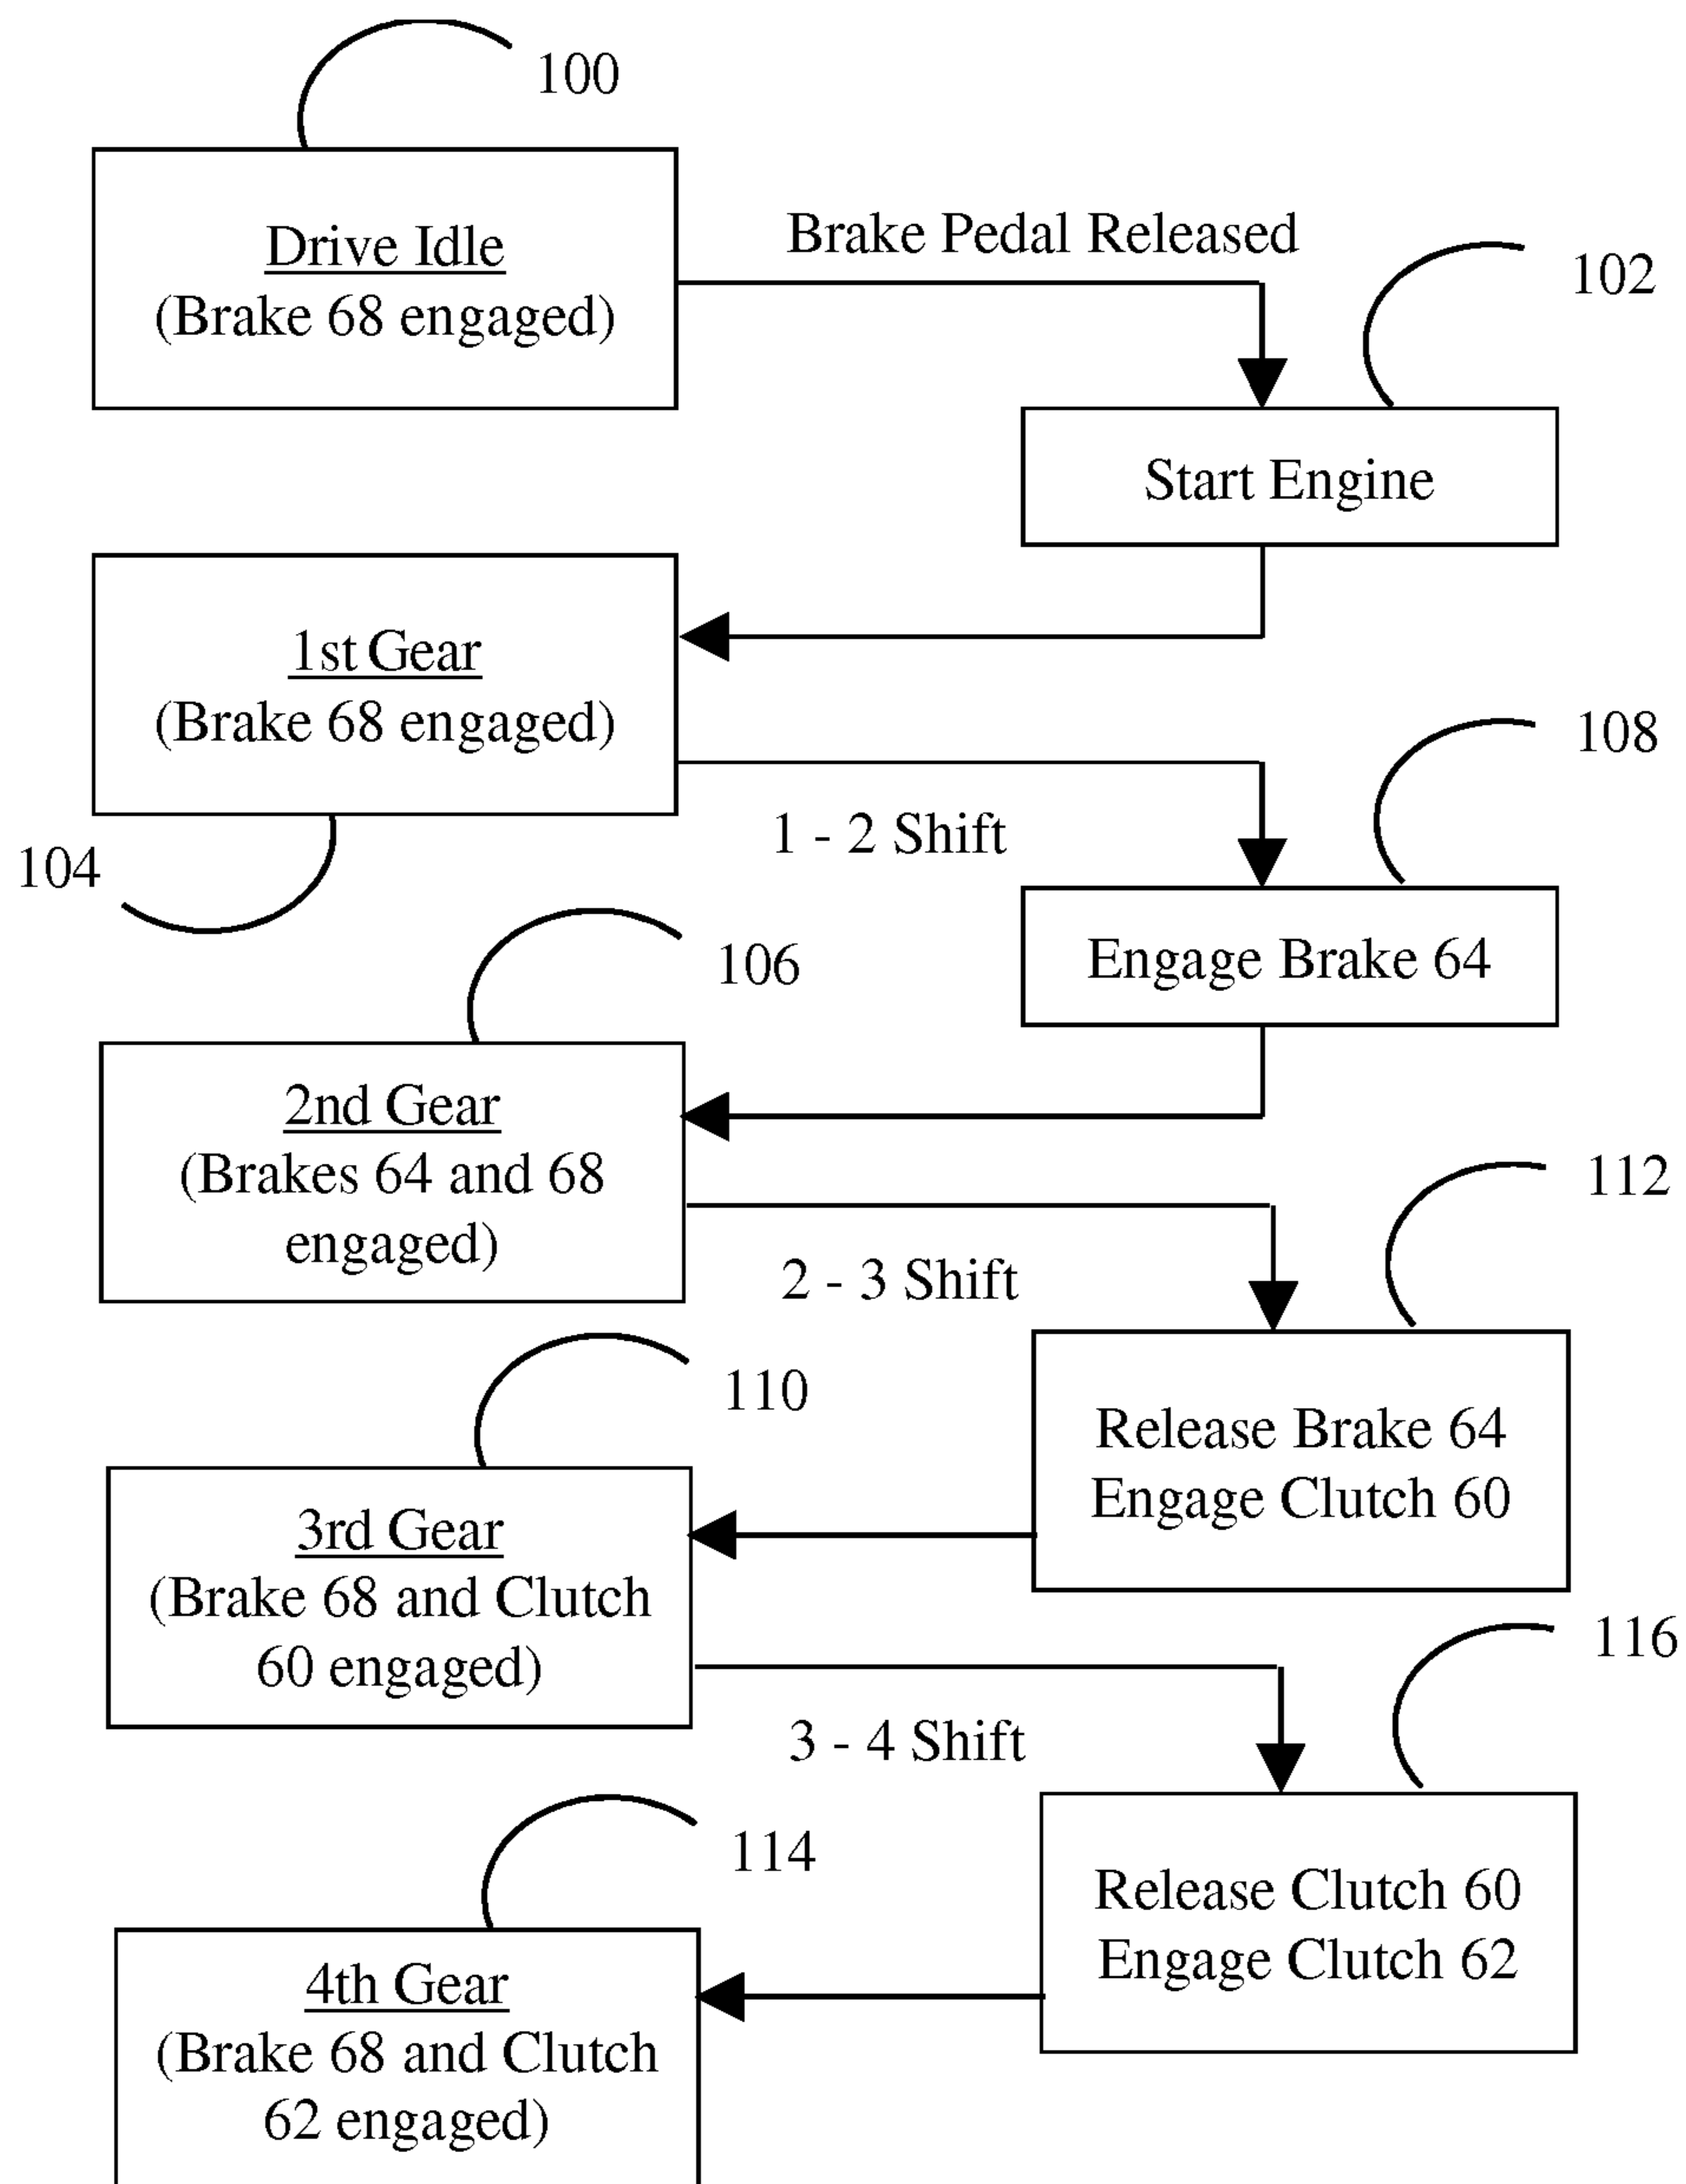 100
Drive Idle
(Brake 68 engaged)
Brake Pedal Released
102
Start Engine
1st Gear
(Brake 68 engaged)
104
1 - 2 Shift
108
Engage Brake 64
106
2nd Gear
(Brakes 64 and 68
engaged)
2 - 3 Shift
112
Release Brake 64
Engage Clutch 60
110
3rd Gear
(Brake 68 and Clutch
60 engaged)
3 - 4 Shift
116
Release Clutch 60
Engage Clutch 62
114
4th Gear
(Brake 68 and Clutch
62 engaged)